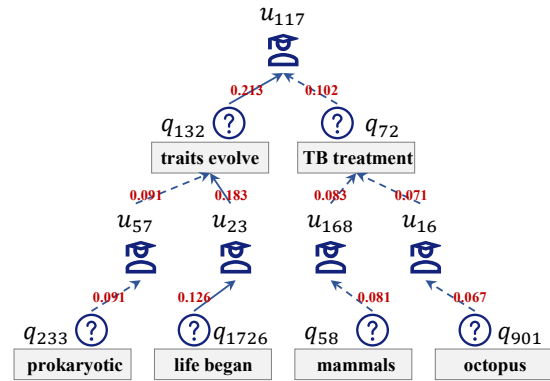 u117
0.213 0.102
q132 ? ? q72
traits evolve TB treatment
0.091 0.183 0.083 0.071
u57 u23 u168 u16
0.091 0.126 0.081 0.067
q233 ? ? q1726 q58 ? ? q901
prokaryotic life began mammals octopus